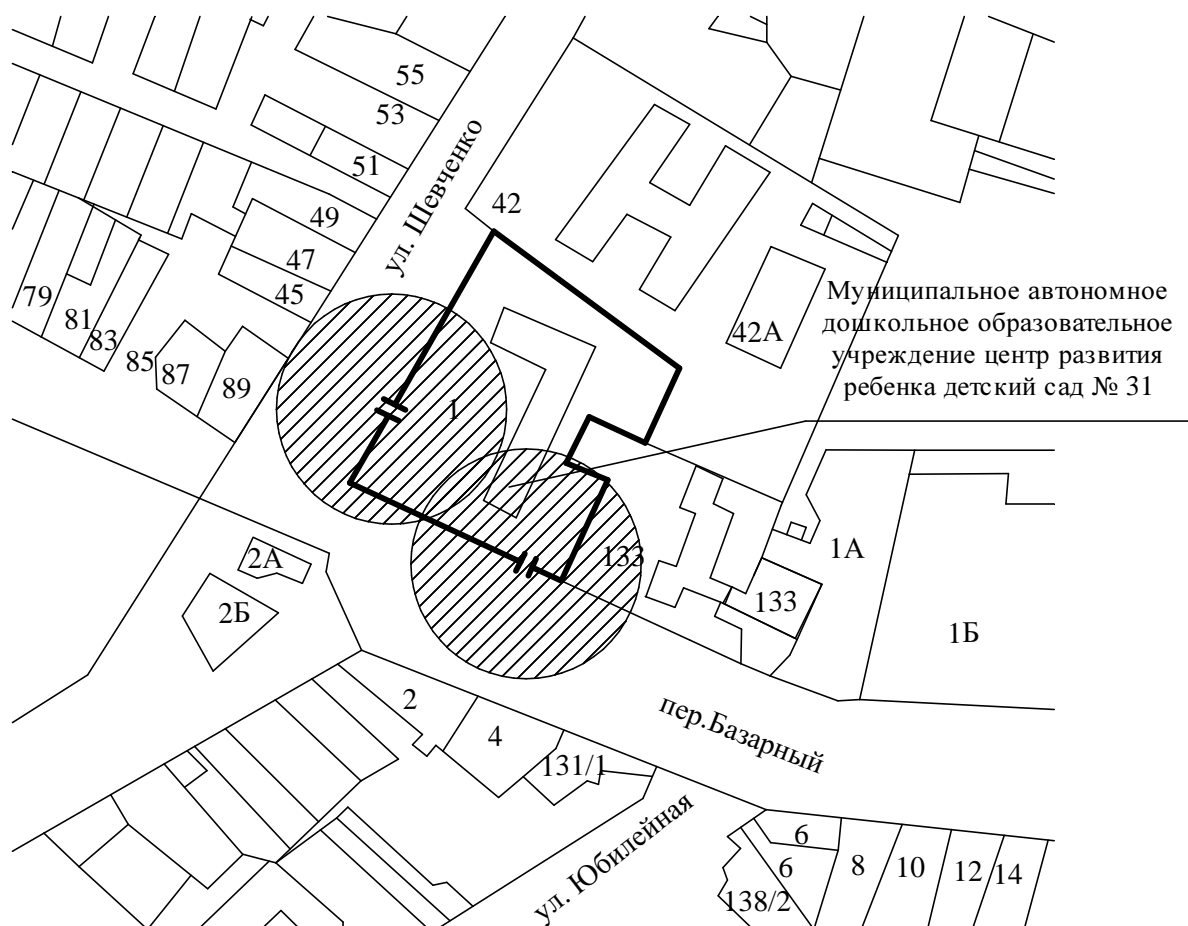 55
53
51
ул. Шевченко
49
42
47
45
79
81
83
85
87
89
42А
Муниципальное автономное
дошкольное образовательное
учреждение центр развития
ребенка детский сад № 31
1
2А
2Б
133
133
1А
1Б
2
4
131/1
пер.Базарный
ул. Юбилейная
6
6
138/2
8
10
12
14